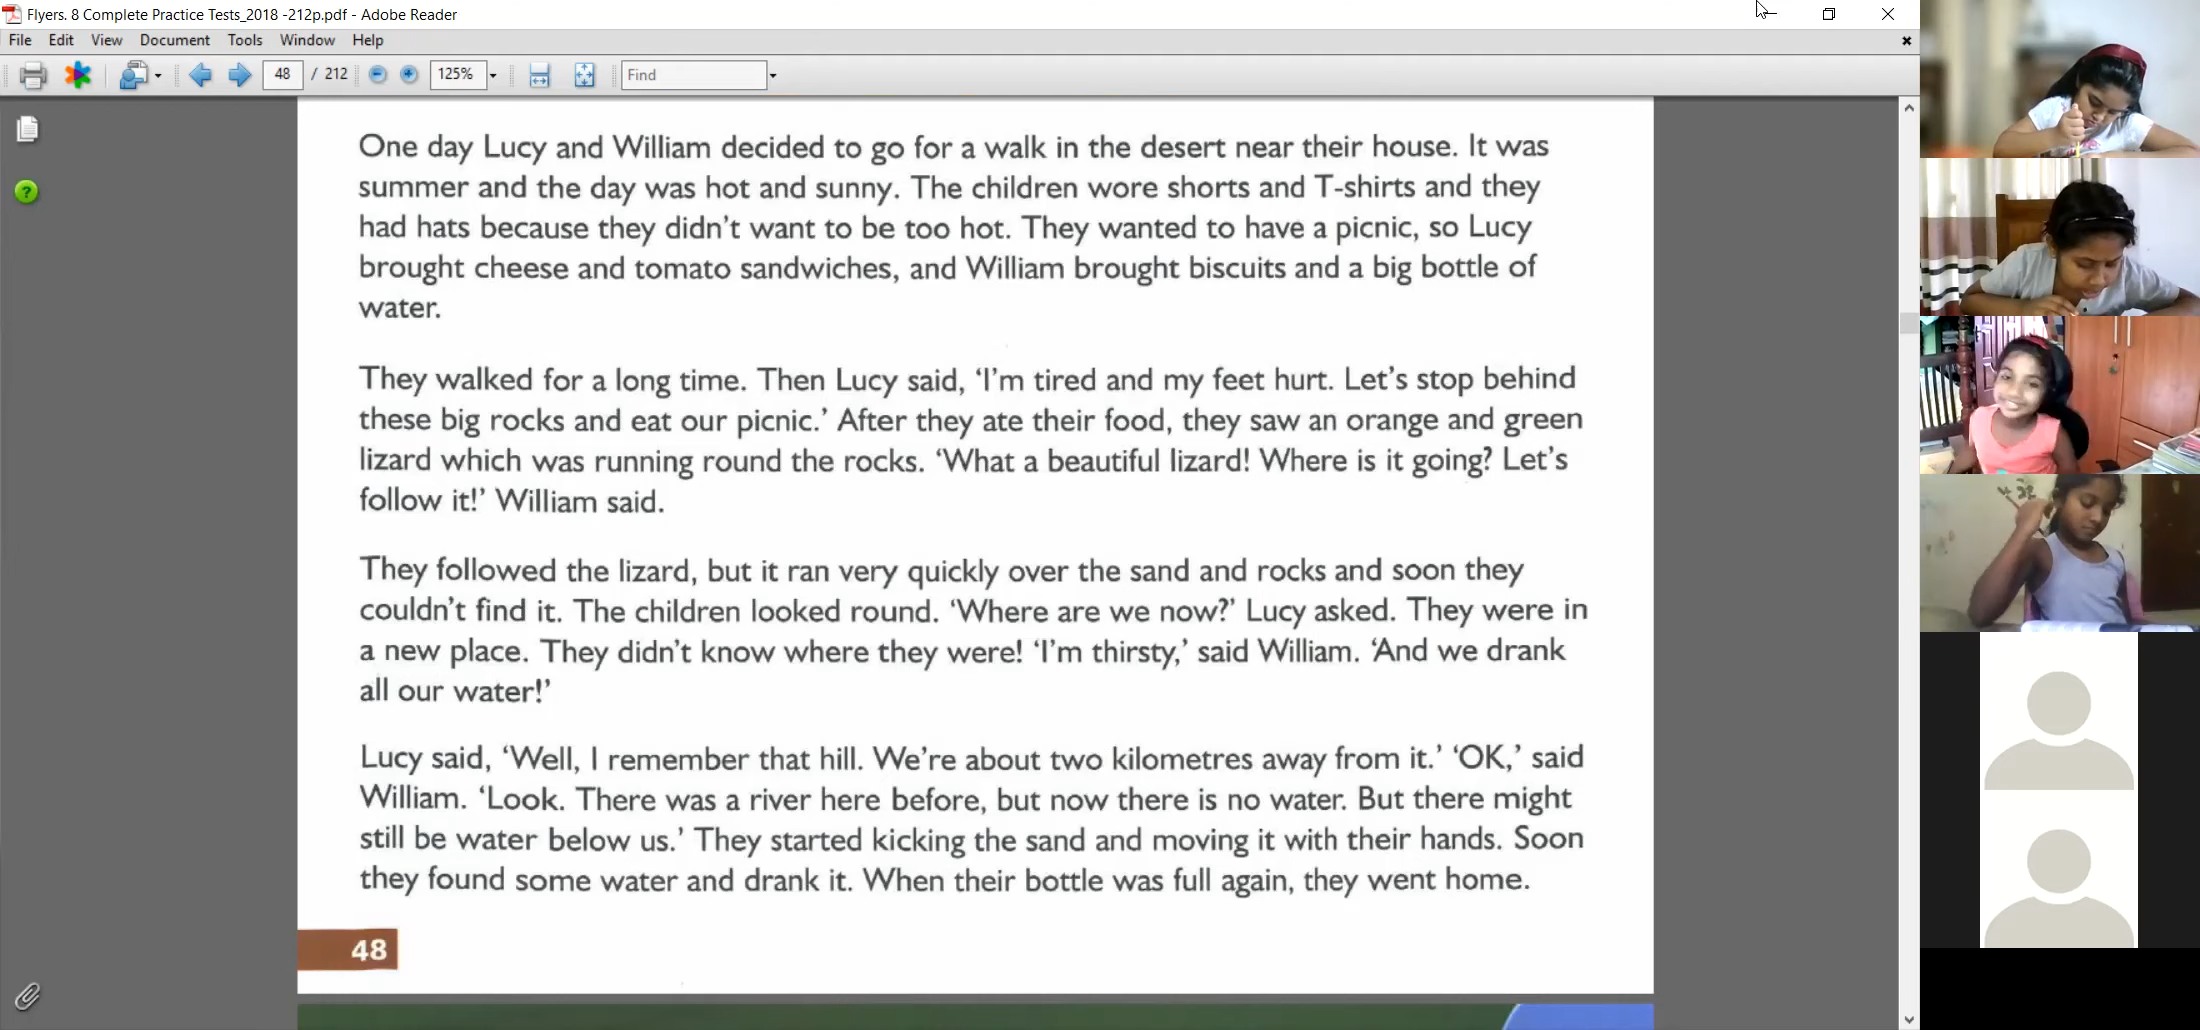 Flyers. 8 Complete Practice Tests_2018 -212p.pdf - Adobe Reader
File Edit View Document Tools Window Help
48 / 212 125% Find
One day Lucy and William decided to go for a walk in the desert near their house. It was
summer and the day was hot and sunny. The children wore shorts and T-shirts and they
had hats because they didn't want to be too hot. They wanted to have a picnic, so Lucy
brought cheese and tomato sandwiches, and William brought biscuits and a big bottle of
water.
They walked for a long time. Then Lucy said, ‘I'm tired and my feet hurt. Let's stop behind
these big rocks and eat our picnic.’ After they ate their food, they saw an orange and green
lizard which was running round the rocks. ‘What a beautiful lizard! Where is it going? Let's
follow it!’ William said.
They followed the lizard, but it ran very quickly over the sand and rocks and soon they
couldn't find it. The children looked round. ‘Where are we now?’ Lucy asked. They were in
a new place. They didn't know where they were! ‘I'm thirsty,’ said William. ‘And we drank
all our water!’
Lucy said, ‘Well, I remember that hill. We're about two kilometres away from it.’ ‘OK,’ said
William. ‘Look. There was a river here before, but now there is no water. But there might
still be water below us.’ They started kicking the sand and moving it with their hands. Soon
they found some water and drank it. When their bottle was full again, they went home.
48